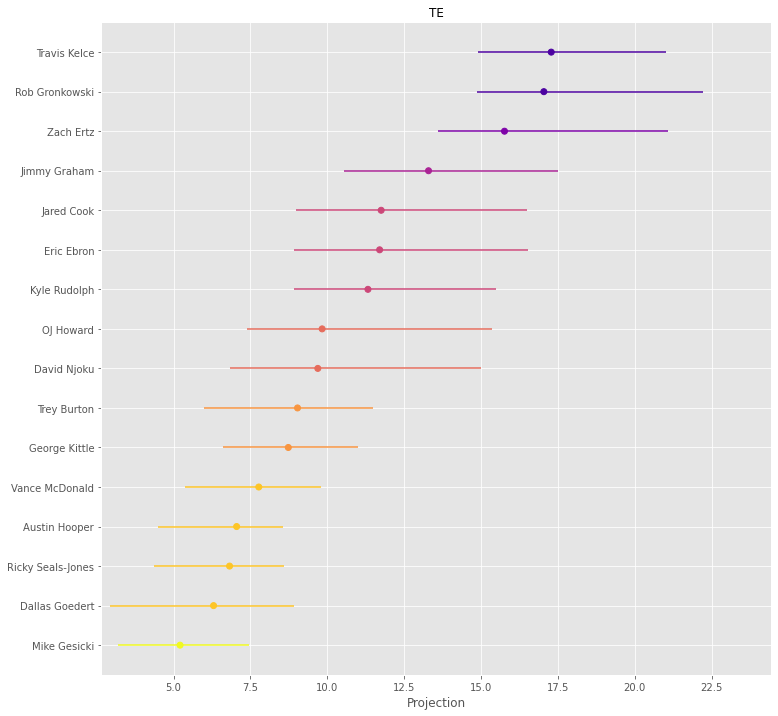 TE
Travis Kelce
Rob Gronkowski
Zach Ertz
Jimmy Graham
Jared Cook
Eric Ebron
Kyle Rudolph
OJ Howard
David Njoku
Trey Burton
George Kittle
Vance McDonald
Austin Hooper
Ricky Seals-Jones
Dallas Goedert
Mike Gesicki
5.0 7.5 10.0 12.5 15.0 17.5 20.0 22.5
Projection